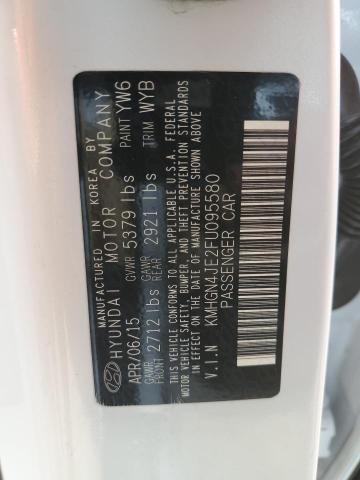 MANUFACTURED IN KOREA BY
HYUNDAI MOTOR COMPANY
APR/06/15 GVWR 5379 lbs PAINT YW6
GAWR FRONT 2712 lbs GAWR REAR 2921 lbs TRIM WYB
THIS VEHICLE CONFORMS TO ALL APPLICABLE U.S.A. FEDERAL
MOTOR VEHICLE SAFETY, BUMPER, AND THEFT PREVENTION STANDARDS
IN EFFECT ON THE DATE OF MANUFACTURE SHOWN ABOVE.
V.I.N KMHGN4JE2FU095580
PASSENGER CAR